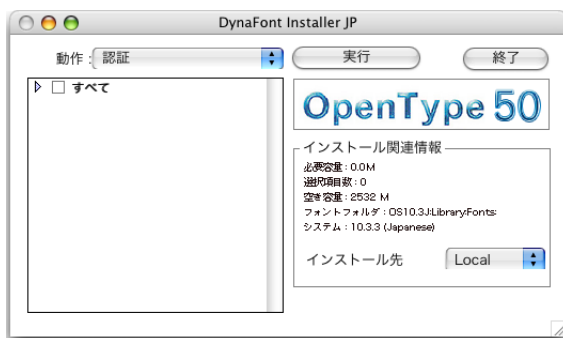 DynaFont Installer JP
動作 : 認証
実行
終了
すべて
OpenType 50
インストール関連情報
必要容量 : 0.0M
選択項目数 : 0
空き容量 : 2532 M
フォントフォルダ : OS10.3J:Library:Fonts:
システム : 10.3.3 (Japanese)
インストール先
Local